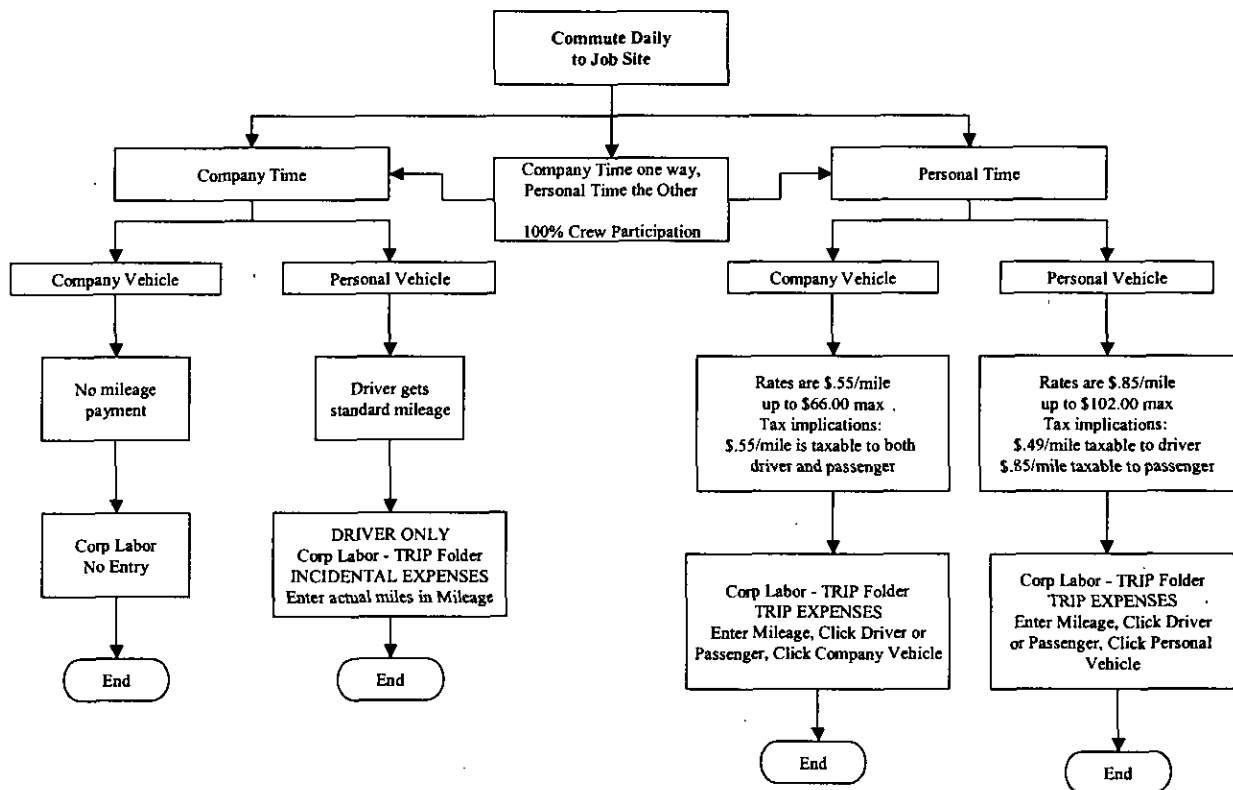 Commute Daily
to Job Site
Company Time
Company Time one way,
Personal Time the Other
100% Crew Participation
Personal Time
Company Vehicle
Personal Vehicle
Company Vehicle
Personal Vehicle
No mileage
payment
Driver gets
standard mileage
Rates are $.55/mile
up to $66.00 max
Tax implications:
$.55/mile is taxable to both
driver and passenger
Rates are $.85/mile
up to $102.00 max
Tax implications:
$.49/mile taxable to driver
$.85/mile taxable to passenger
Corp Labor
No Entry
DRIVER ONLY
Corp Labor - TRIP Folder
INCIDENTAL EXPENSES
Enter actual miles in Mileage
Corp Labor - TRIP Folder
TRIP EXPENSES
Enter Mileage, Click Driver or
Passenger, Click Company Vehicle
Corp Labor - TRIP Folder
TRIP EXPENSES
Enter Mileage, Click Driver
or Passenger, Click Personal
Vehicle
End
End
End
End